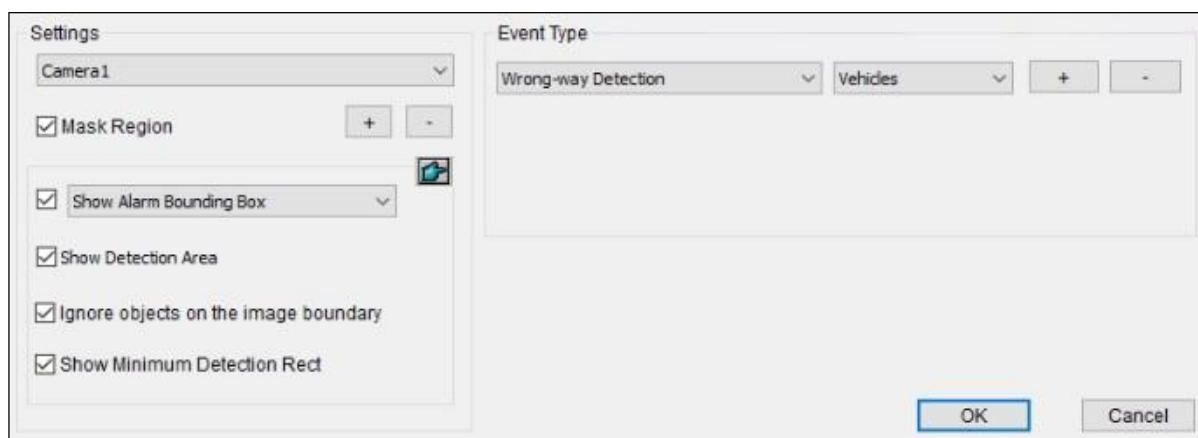 Settings
Camera1
Mask Region + -
Show Alarm Bounding Box
Show Detection Area
Ignore objects on the image boundary
Show Minimum Detection Rect
Event Type
Wrong-way Detection Vehicles + -
OK Cancel